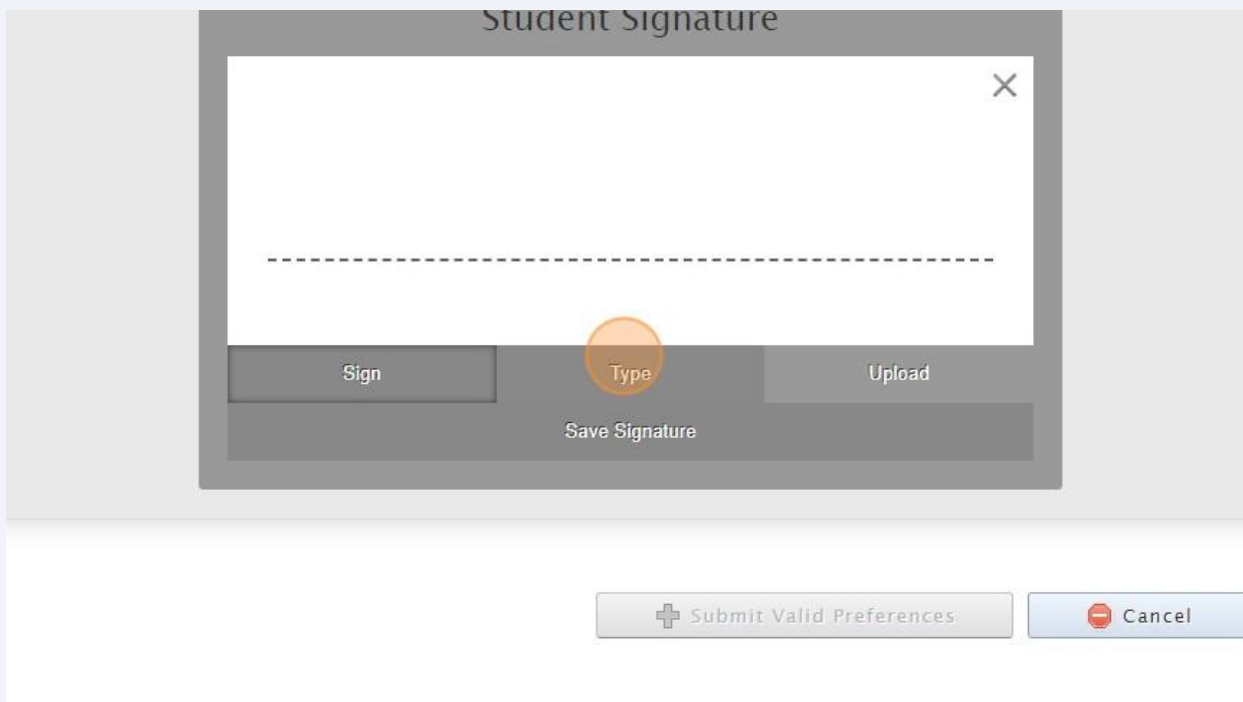 Student Signature
Sign Type Upload
Save Signature
Submit Valid Preferences Cancel